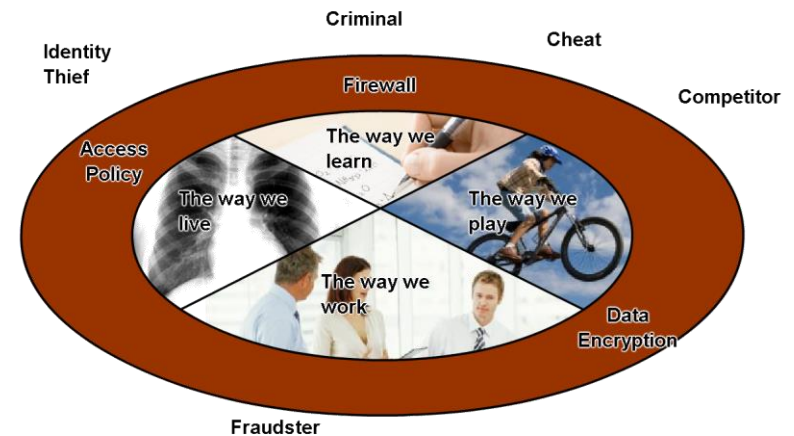 Criminal
Cheat
Identity
Thief
Firewall
Competitor
Access
Policy
The way we
learn
The way we
live
The way we
play
The way we
work
Data
Encryption
Fraudster